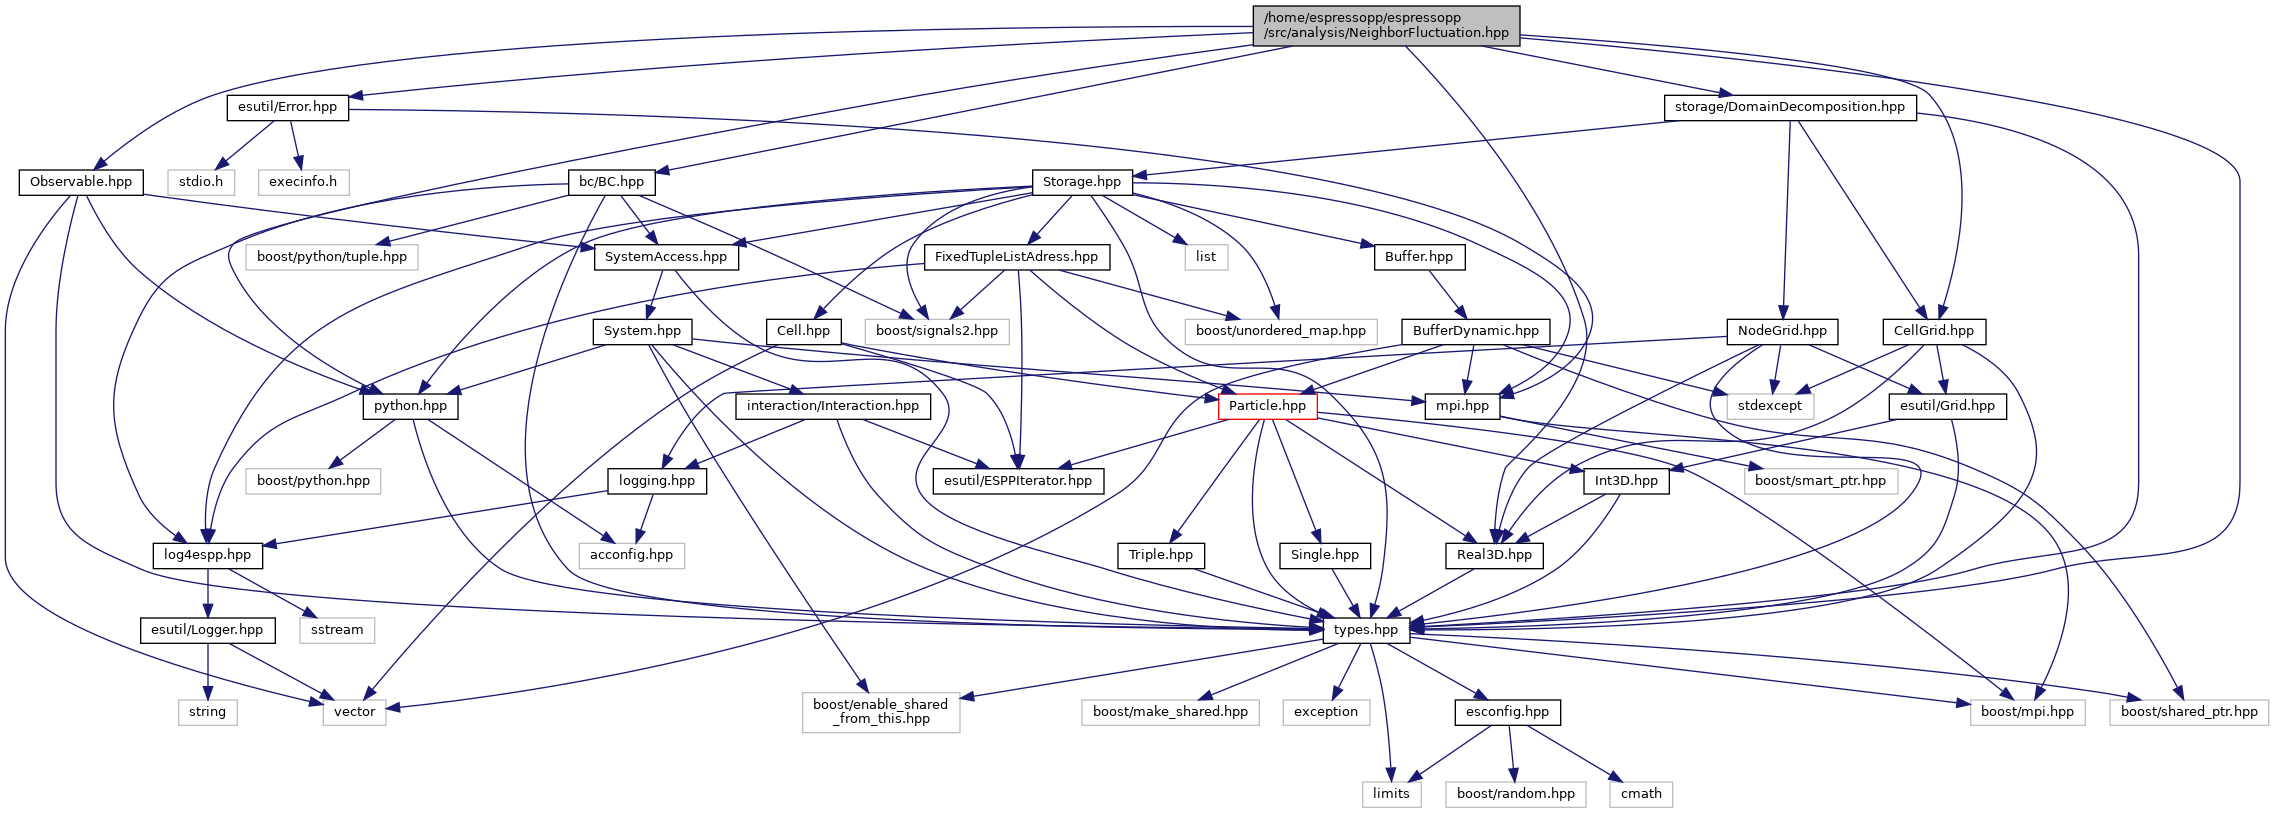 /home/espressopp/espressopp
/src/analysis/NeighborFluctuation.hpp
esutil/Error.hpp
storage/DomainDecomposition.hpp
stdio.h
execinfo.h
Observable.hpp
bc/BC.hpp
Storage.hpp
boost/python/tuple.hpp
SystemAccess.hpp
FixedTupleListAdress.hpp
list
Buffer.hpp
System.hpp
Cell.hpp
boost/signals2.hpp
boost/unordered_map.hpp
BufferDynamic.hpp
NodeGrid.hpp
CellGrid.hpp
python.hpp
interaction/Interaction.hpp
Particle.hpp
mpi.hpp
stdexcept
esutil/Grid.hpp
boost/python.hpp
logging.hpp
esutil/ESPPIterator.hpp
Int3D.hpp
boost/smart_ptr.hpp
log4espp.hpp
acconfig.hpp
Triple.hpp
Single.hpp
Real3D.hpp
esutil/Logger.hpp
sstream
types.hpp
string
vector
boost/enable_shared
_from_this.hpp
boost/make_shared.hpp
exception
esconfig.hpp
boost/mpi.hpp
boost/shared_ptr.hpp
limits
boost/random.hpp
cmath